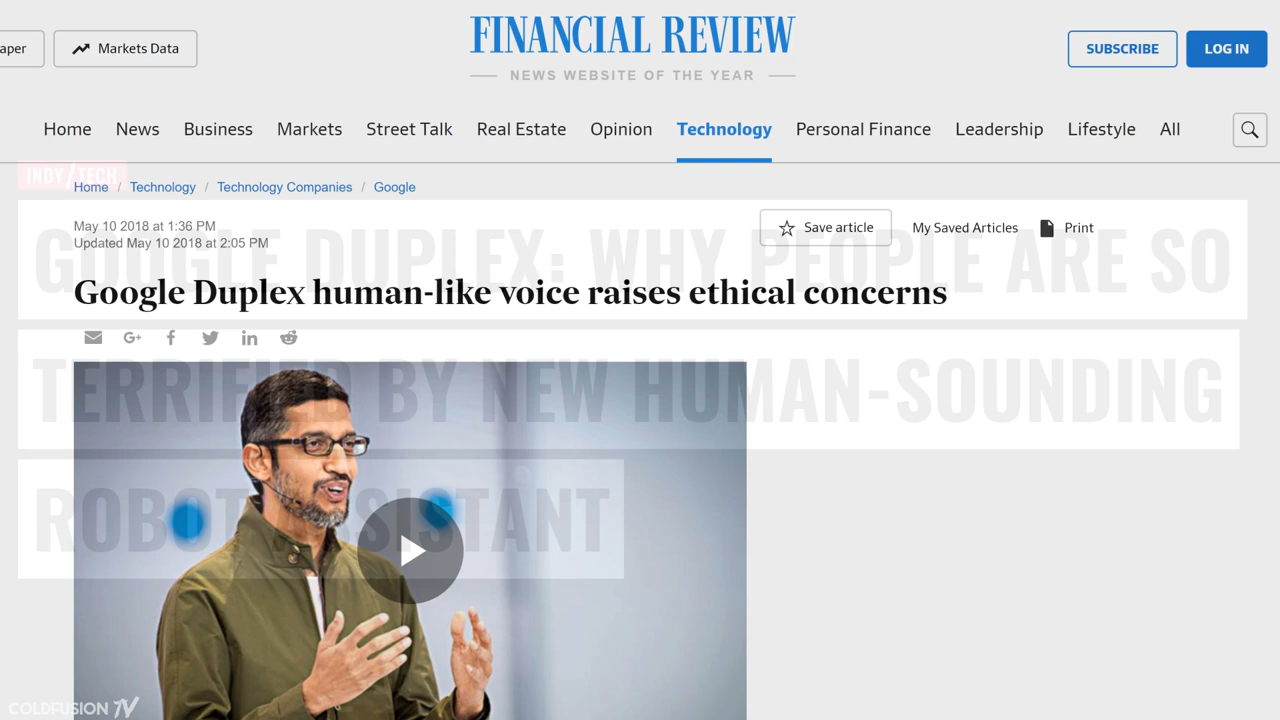 aper
Markets Data
FINANCIAL REVIEW
NEWS WEBSITE OF THE YEAR
SUBSCRIBE
LOG IN
Home News Business Markets Street Talk Real Estate Opinion Technology Personal Finance Leadership Lifestyle All
INDY/TECH
Home / Technology / Technology Companies / Google
May 10 2018 at 1:36 PM
Updated May 10 2018 at 2:05 PM
Save article My Saved Articles Print
GOOGLE DUPLEX: WHY PEOPLE ARE SO
Google Duplex human-like voice raises ethical concerns
TERRIFIED BY NEW HUMAN-SOUNDING
ROBOT ASSISTANT
COLDFUSION TV